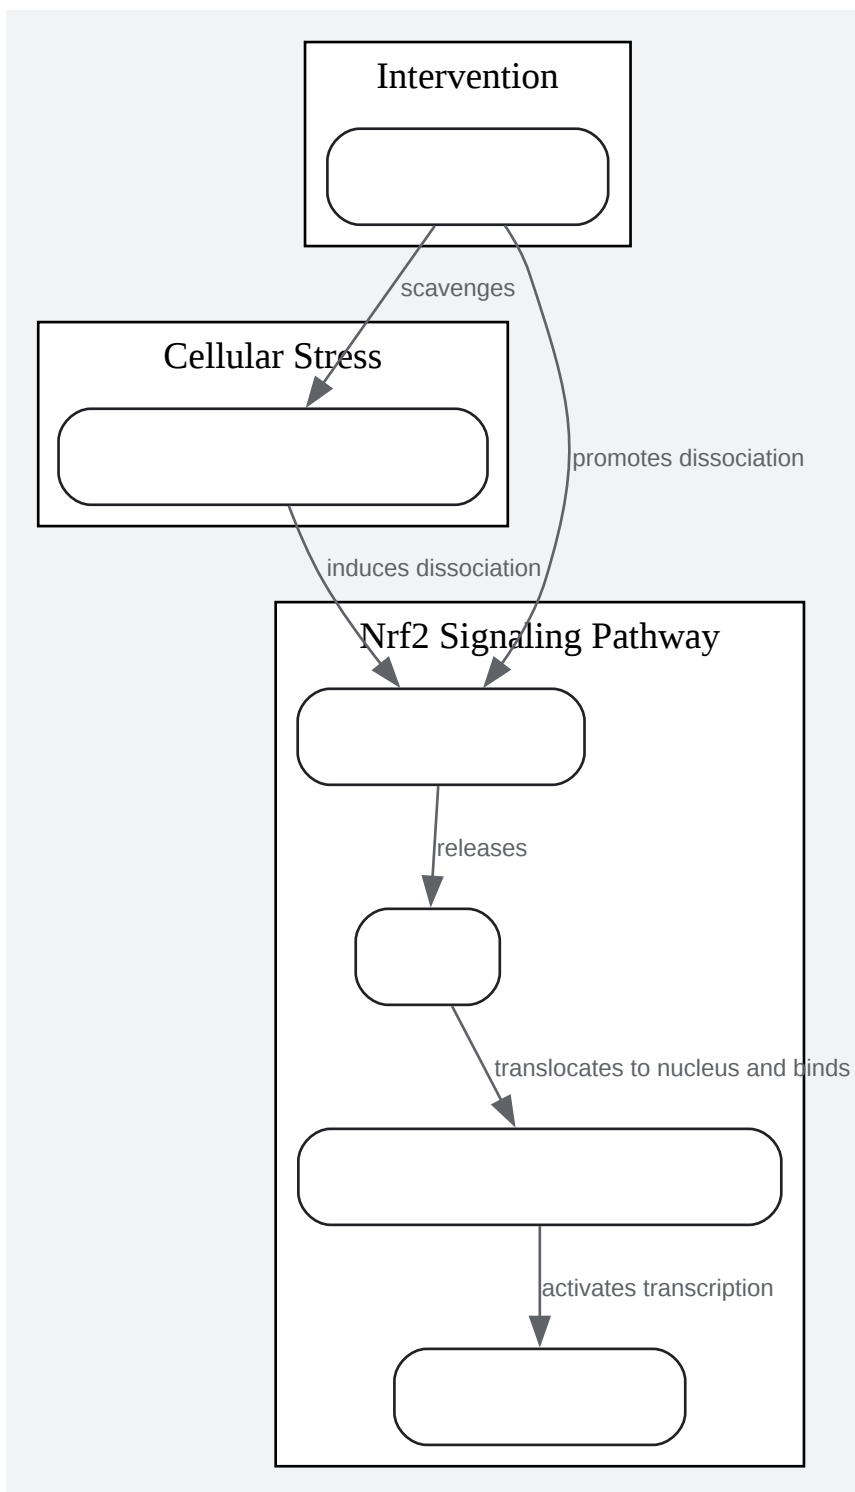 Intervention
scavenges
Cellular Stress
promotes dissociation
induces dissociation
Nrf2 Signaling Pathway
releases
translocates to nucleus and binds
activates transcription